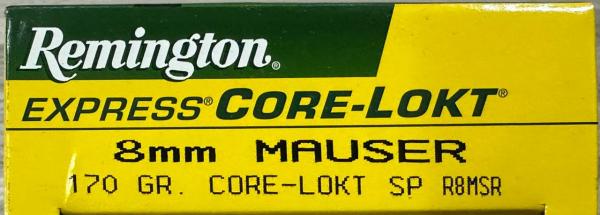 Remington®
EXPRESS® CORE-LOKT®
8mm MAUSER
170 GR. CORE-LOKT SP R8MSR